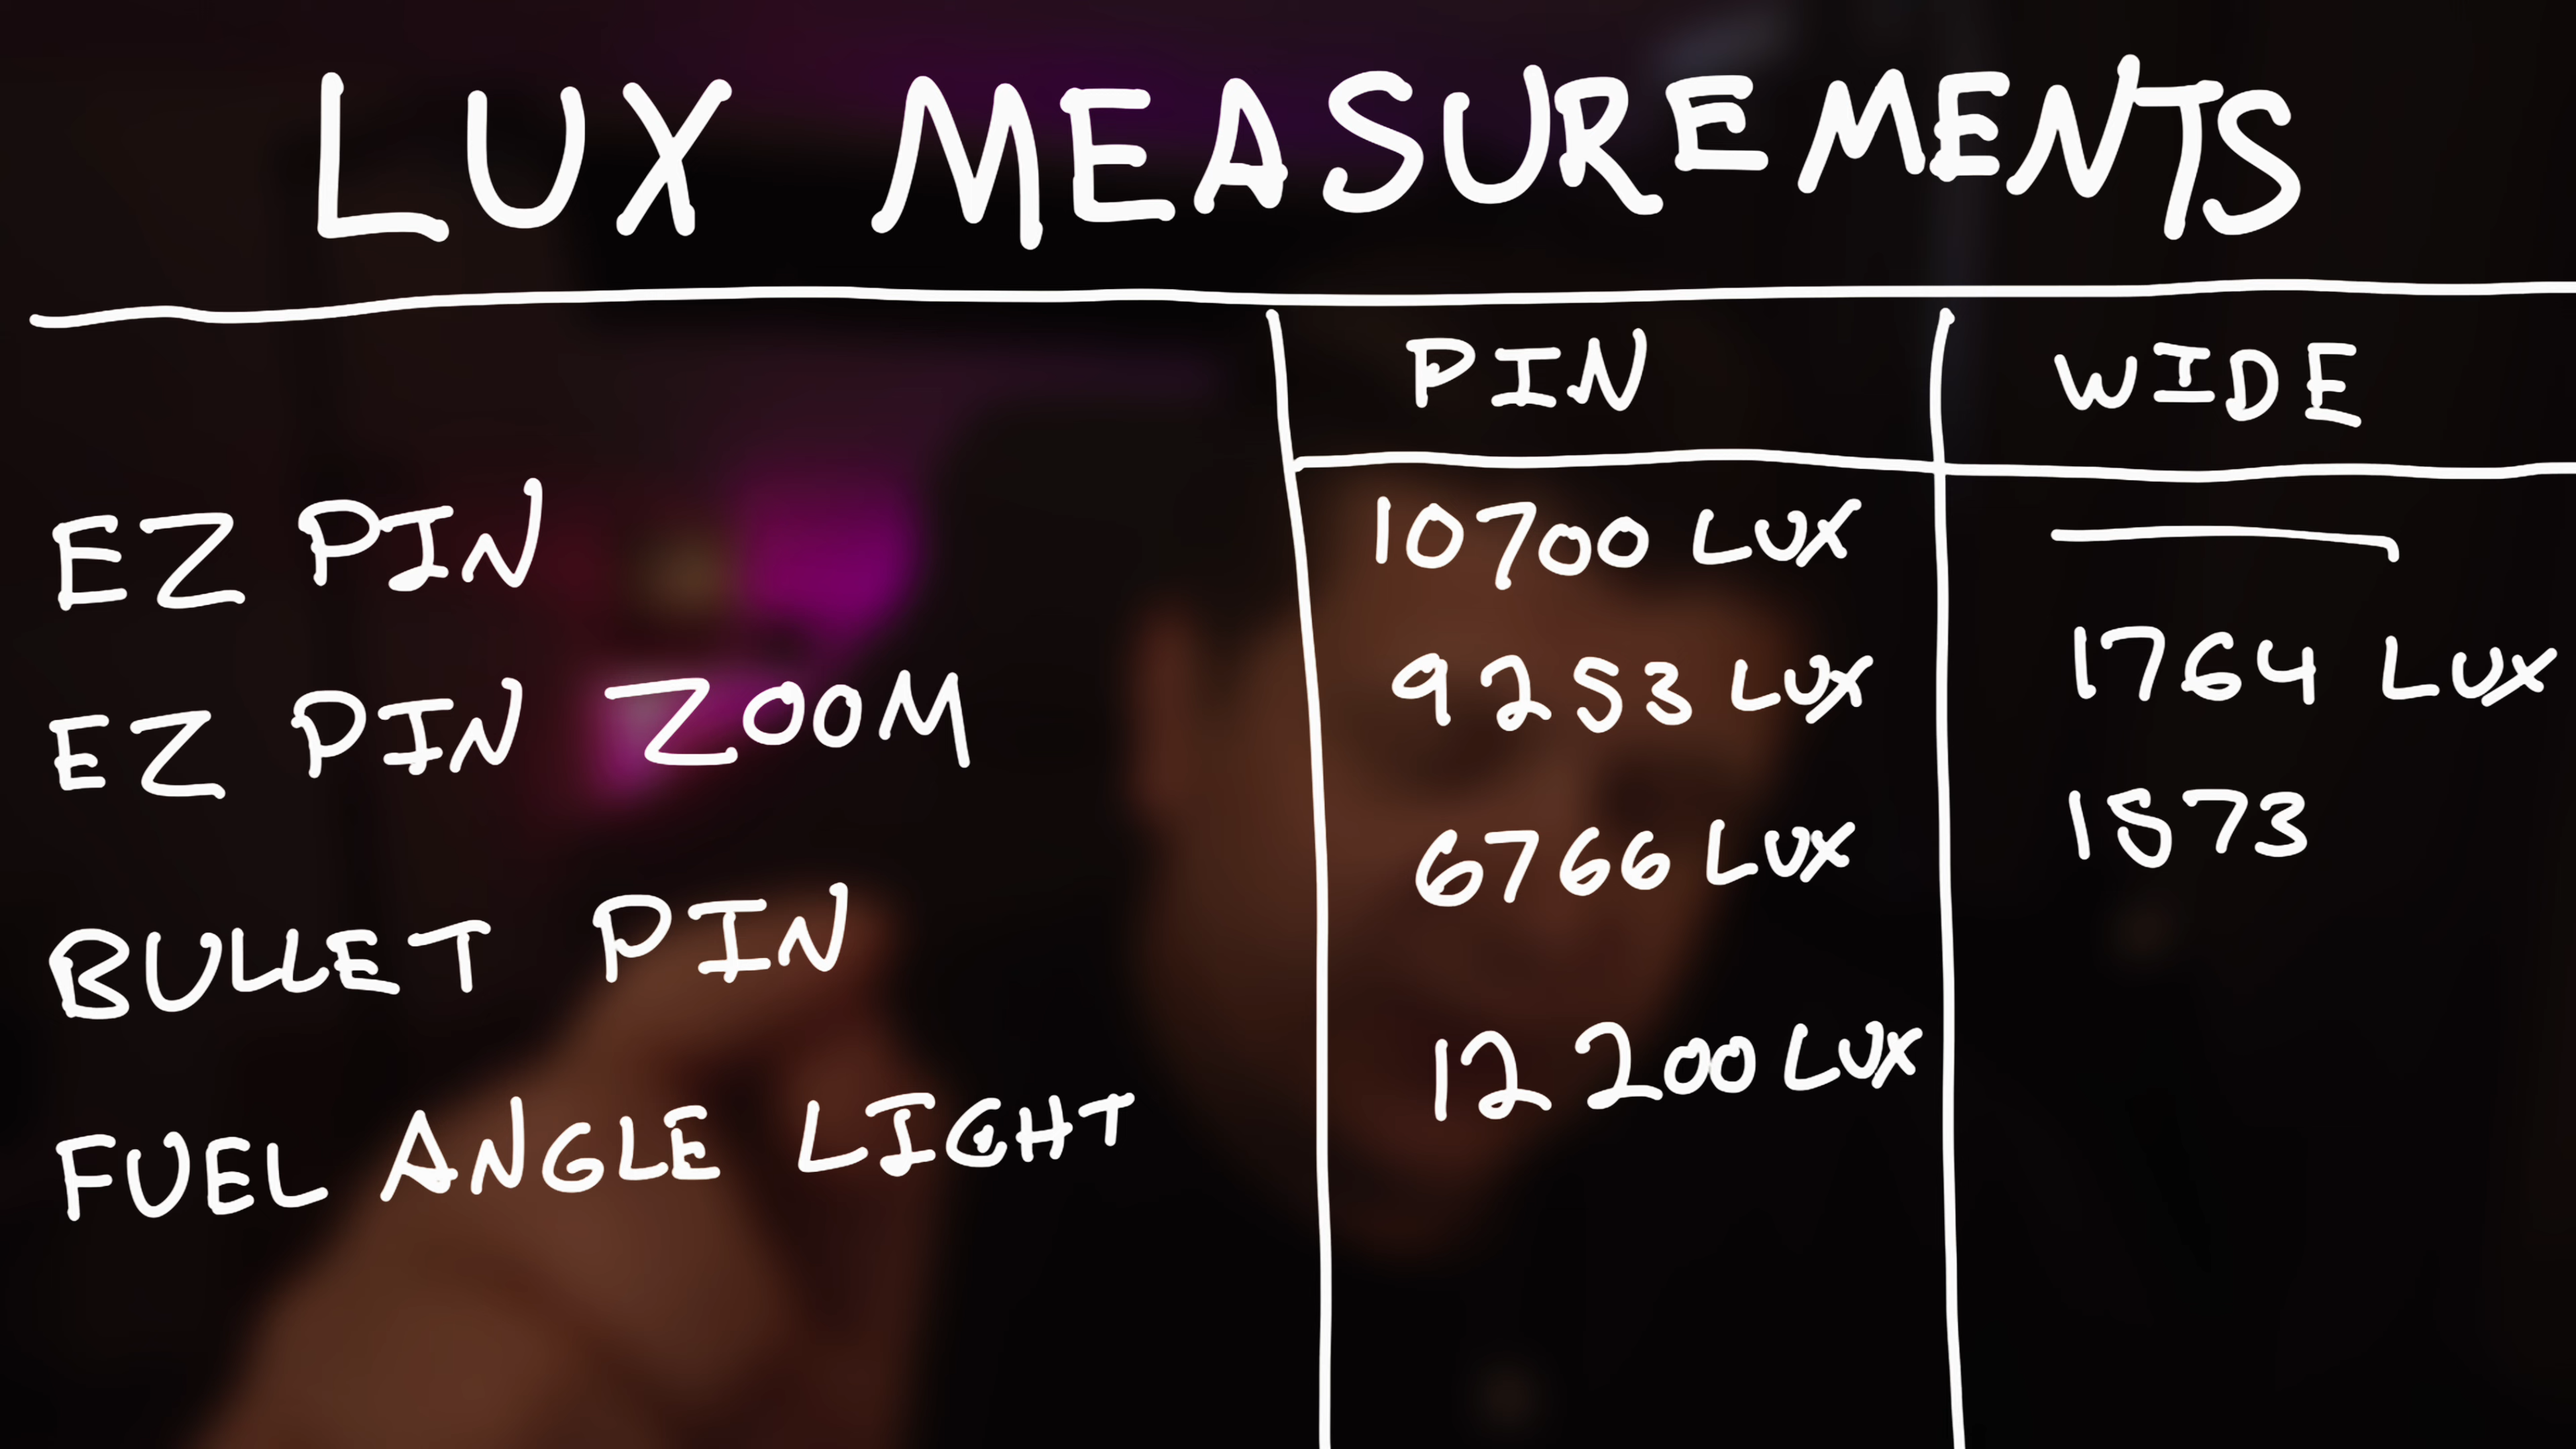 LUX MEASUREMENTS
PIN WIDE
EZ PIN 10700 LUX
EZ PIN ZOOM 9253 LUX 1764 LUX
BULLET PIN 6766 LUX 1573
FUEL ANGLE LIGHT 12200 LUX